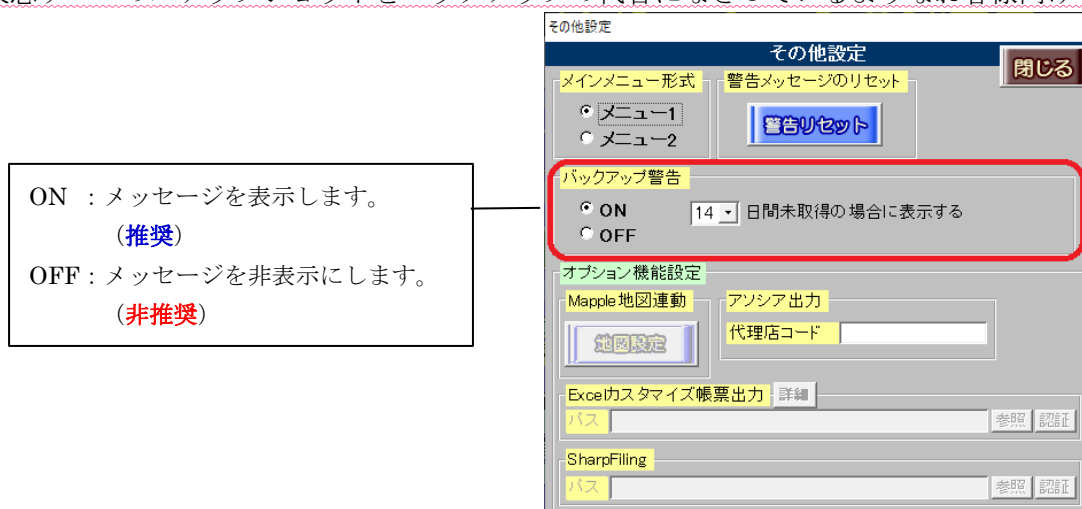 その他設定
その他設定
閉じる
メインメニュー形式
警告メッセージのリセット
メニュー1
メニュー2
警告リセット
ON ：メッセージを表示します。
（推奨）
OFF：メッセージを非表示にします。
（非推奨）
バックアップ警告
ON
14 日間未取得の場合に表示する
OFF
オプション機能設定
Mapple地図連動
アソシア出力
地図設定
代理店コード
Excelカスタマイズ帳票出力 詳細
パス 参照 認証
SharpFiling
パス 参照 認証